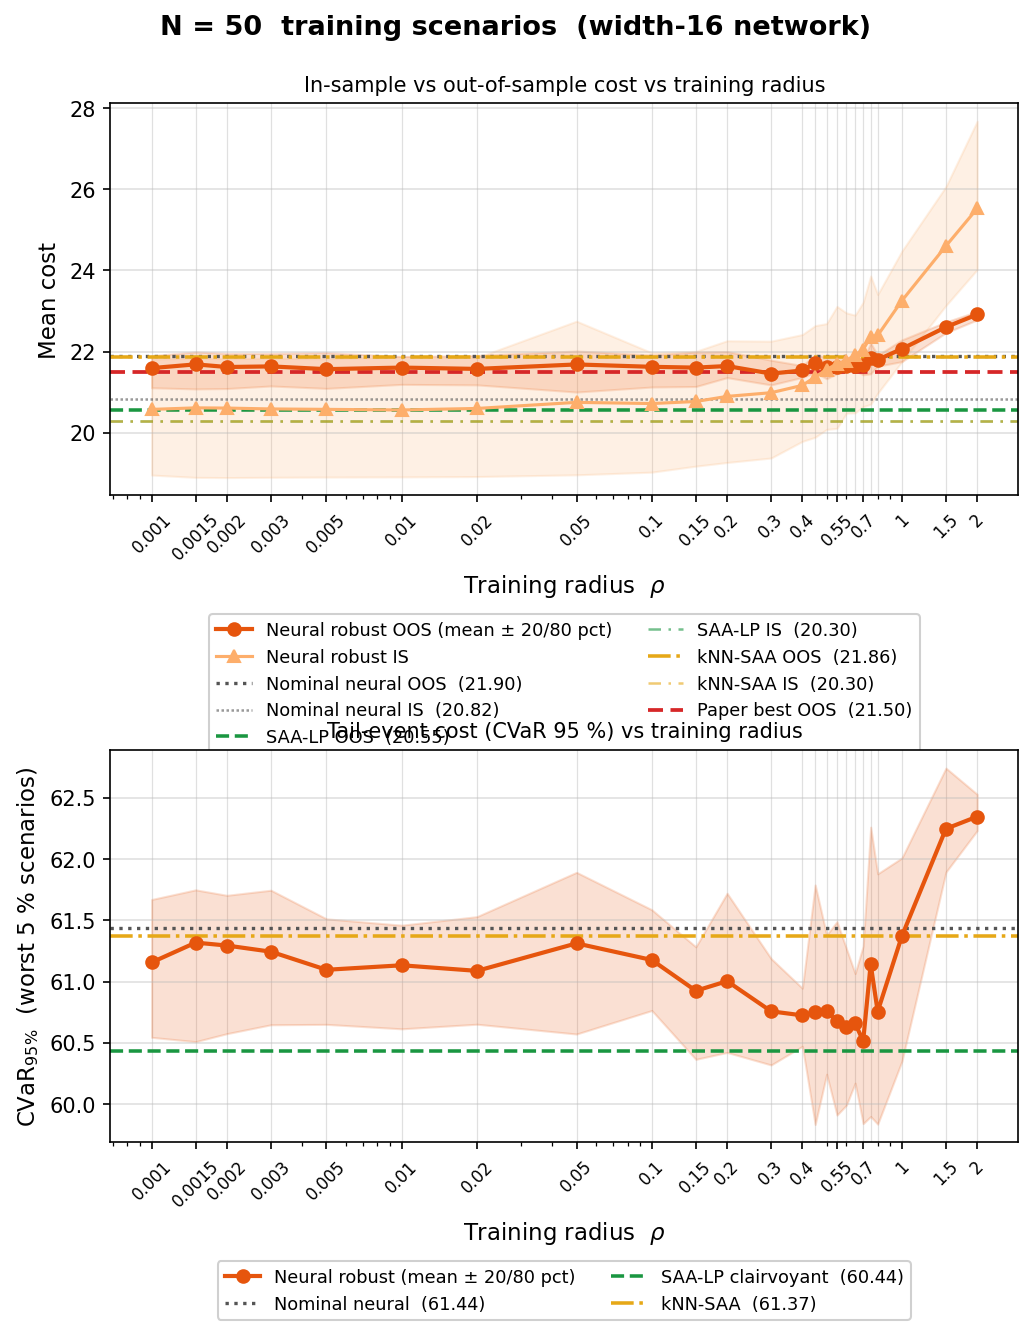 N = 50  training scenarios  (width-16 network)
In-sample vs out-of-sample cost vs training radius
Mean cost
28
26
24
22
20
0.001 0.0015 0.002 0.003 0.005 0.01 0.02 0.05 0.1 0.15 0.2 0.3 0.4 0.55 0.7 1 1.5 2
Training radius ρ
Neural robust OOS (mean ± 20/80 pct)
Neural robust IS
Nominal neural OOS (21.90)
Nominal neural IS (20.82)
SAA-LP OOS (20.55)
SAA-LP IS (20.30)
kNN-SAA OOS (21.86)
kNN-SAA IS (20.30)
Paper best OOS (21.50)
Tail-event cost (CVaR 95 %) vs training radius
CVaR95% (worst 5 % scenarios)
62.5
62.0
61.5
61.0
60.5
60.0
0.001 0.0015 0.002 0.003 0.005 0.01 0.02 0.05 0.1 0.15 0.2 0.3 0.4 0.55 0.7 1 1.5 2
Training radius ρ
Neural robust (mean ± 20/80 pct)
Nominal neural (61.44)
SAA-LP clairvoyant (60.44)
kNN-SAA (61.37)